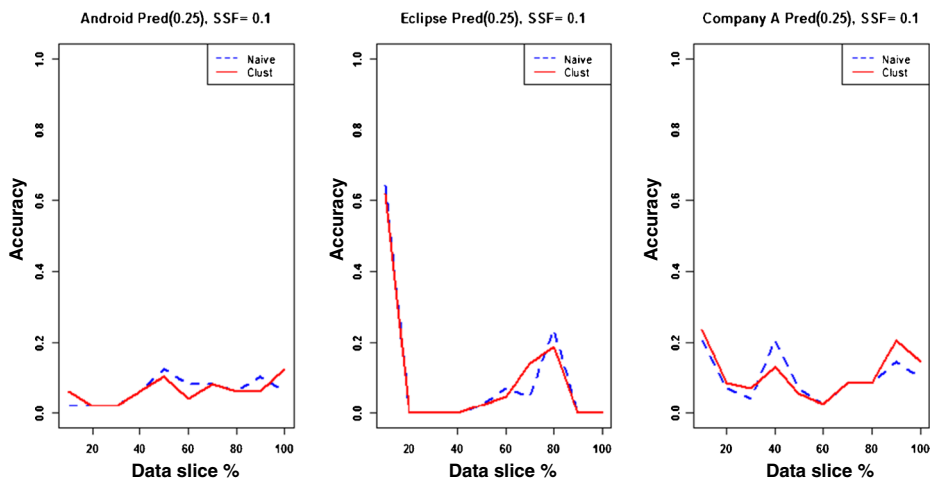 Android Pred(0.25), SSF= 0.1
Naive
Clust
1.0
0.8
0.6
0.4
0.2
0.0
Accuracy
20 40 60 80 100
Data slice %
Eclipse Pred(0.25), SSF= 0.1
Naive
Clust
1.0
0.8
0.6
0.4
0.2
0.0
Accuracy
20 40 60 80 100
Data slice %
Company A Pred(0.25), SSF= 0.1
Naive
Clust
1.0
0.8
0.6
0.4
0.2
0.0
Accuracy
20 40 60 80 100
Data slice %